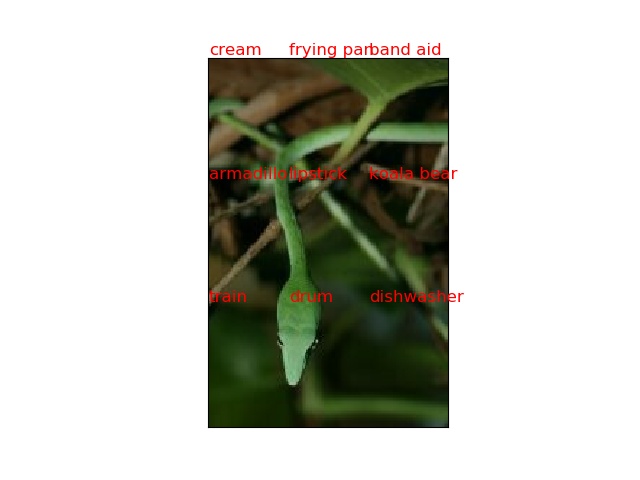 cream frying pan band aid
armadillo lipstick koala bear
train drum dishwasher